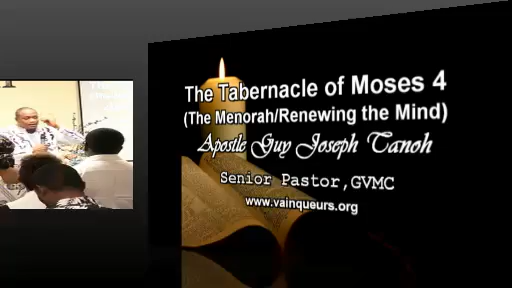 The Tabernacle of Moses 4
(The Menorah/Renewing the Mind)
Apostle Guy Joseph Tanoh
Senior Pastor,GVMC
www.vainqueurs.org